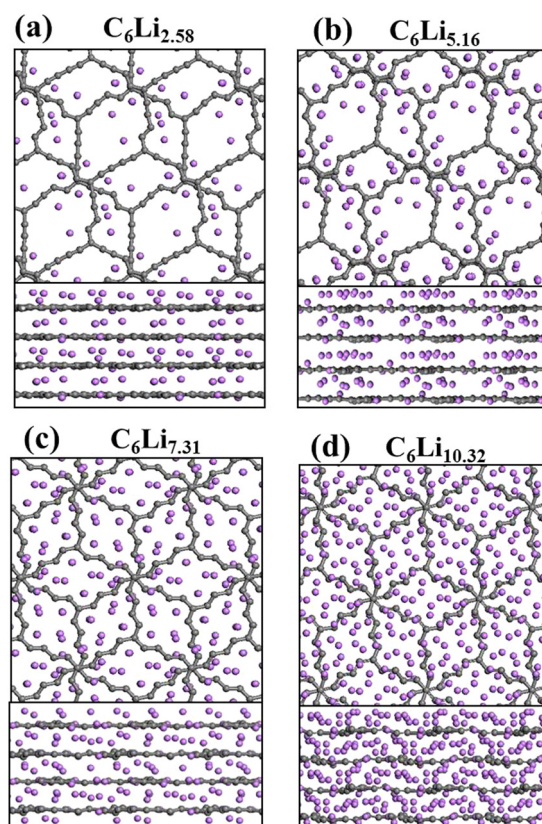 (a) C₆Li₂.₅₈
(b) C₆Li₅.₁₆
(c) C₆Li₇.₃₁
(d) C₆Li₁₀.₃₂